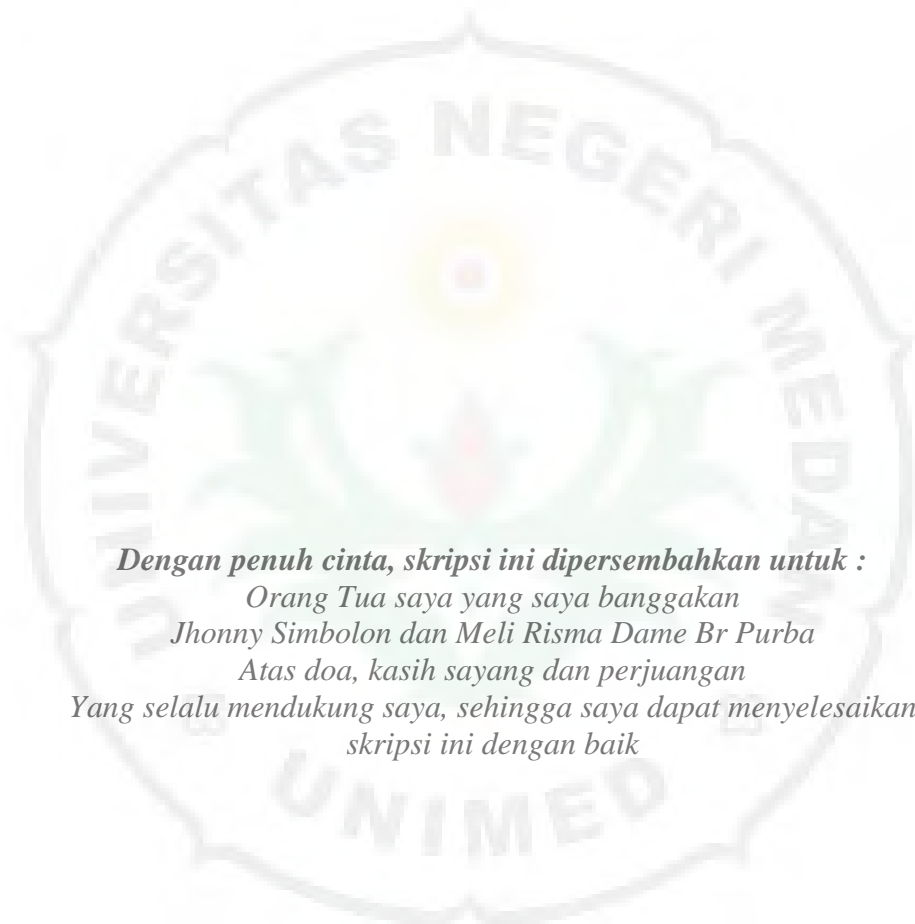 UNIVERSITAS NEGERI MEDAN
Dengan penuh cinta, skripsi ini dipersembahkan untuk :
Orang Tua saya yang saya banggakan
Jhonny Simbolon dan Meli Risma Dame Br Purba
Atas doa, kasih sayang dan perjuangan
Yang selalu mendukung saya, sehingga saya dapat menyelesaikan
skripsi ini dengan baik
UNIMED